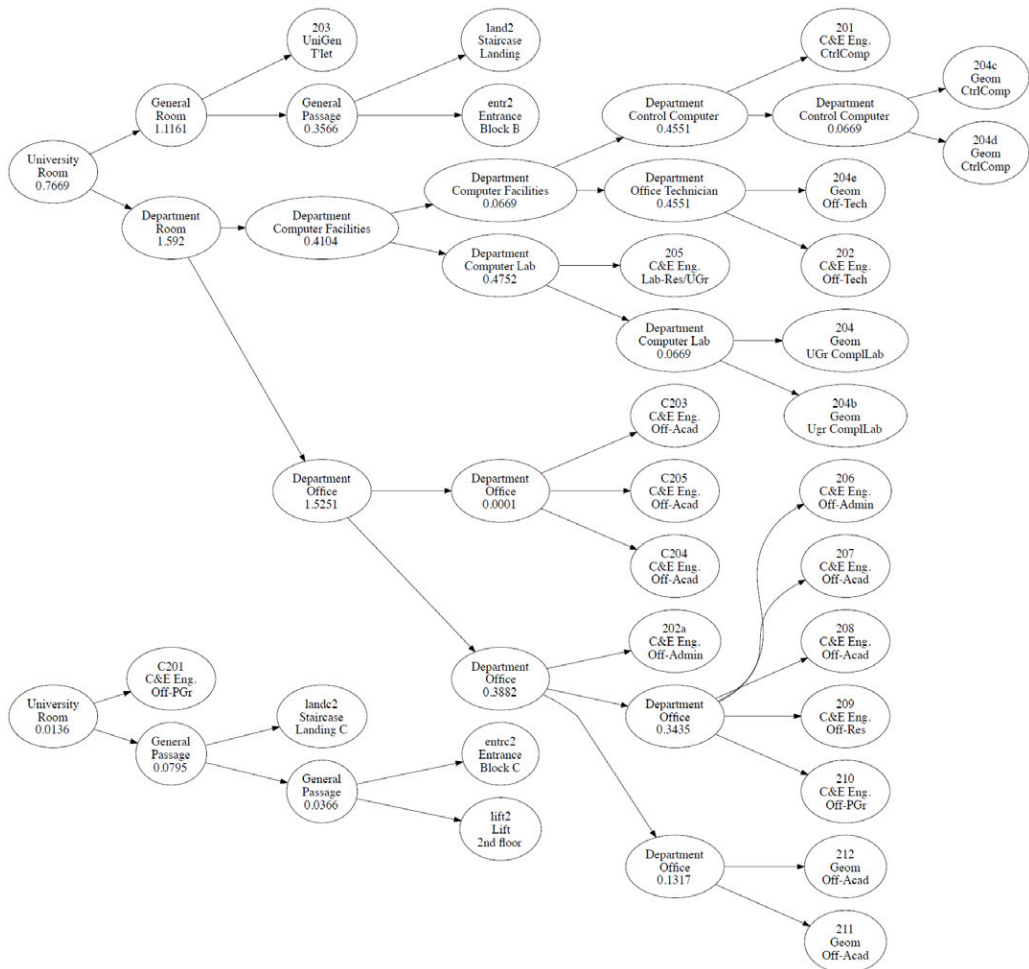 203
UniGen
T'let
land2
Staircase
Landing
201
C&E Eng.
CtrlComp
204c
Geom
CtrlComp
General
Room
1.1161
General
Passage
0.3566
entr2
Entrance
Block B
Department
Control Computer
0.4551
Department
Control Computer
0.0669
204d
Geom
CtrlComp
University
Room
0.7669
Department
Computer Facilities
0.0669
Department
Office Technician
0.4551
204e
Geom
Off-Tech
Department
Room
1.592
Department
Computer Facilities
0.4104
Department
Computer Lab
0.4752
205
C&E Eng.
Lab-Res/UGr
202
C&E Eng.
Off-Tech
Department
Computer Lab
0.0669
204
Geom
UGr ComplLab
204b
Geom
Ugr ComplLab
C203
C&E Eng.
Off-Acad
Department
Office
1.5251
Department
Office
0.0001
C205
C&E Eng.
Off-Acad
206
C&E Eng.
Off-Admin
C204
C&E Eng.
Off-Acad
207
C&E Eng.
Off-Acad
202a
C&E Eng.
Off-Admin
208
C&E Eng.
Off-Acad
Department
Office
0.3882
Department
Office
0.3435
209
C&E Eng.
Off-Res
210
C&E Eng.
Off-PGr
C201
C&E Eng.
Off-PGr
University
Room
0.0136
landc2
Staircase
Landing C
General
Passage
0.0795
entrc2
Entrance
Block C
General
Passage
0.0366
lift2
Lift
2nd floor
Department
Office
0.1317
212
Geom
Off-Acad
211
Geom
Off-Acad